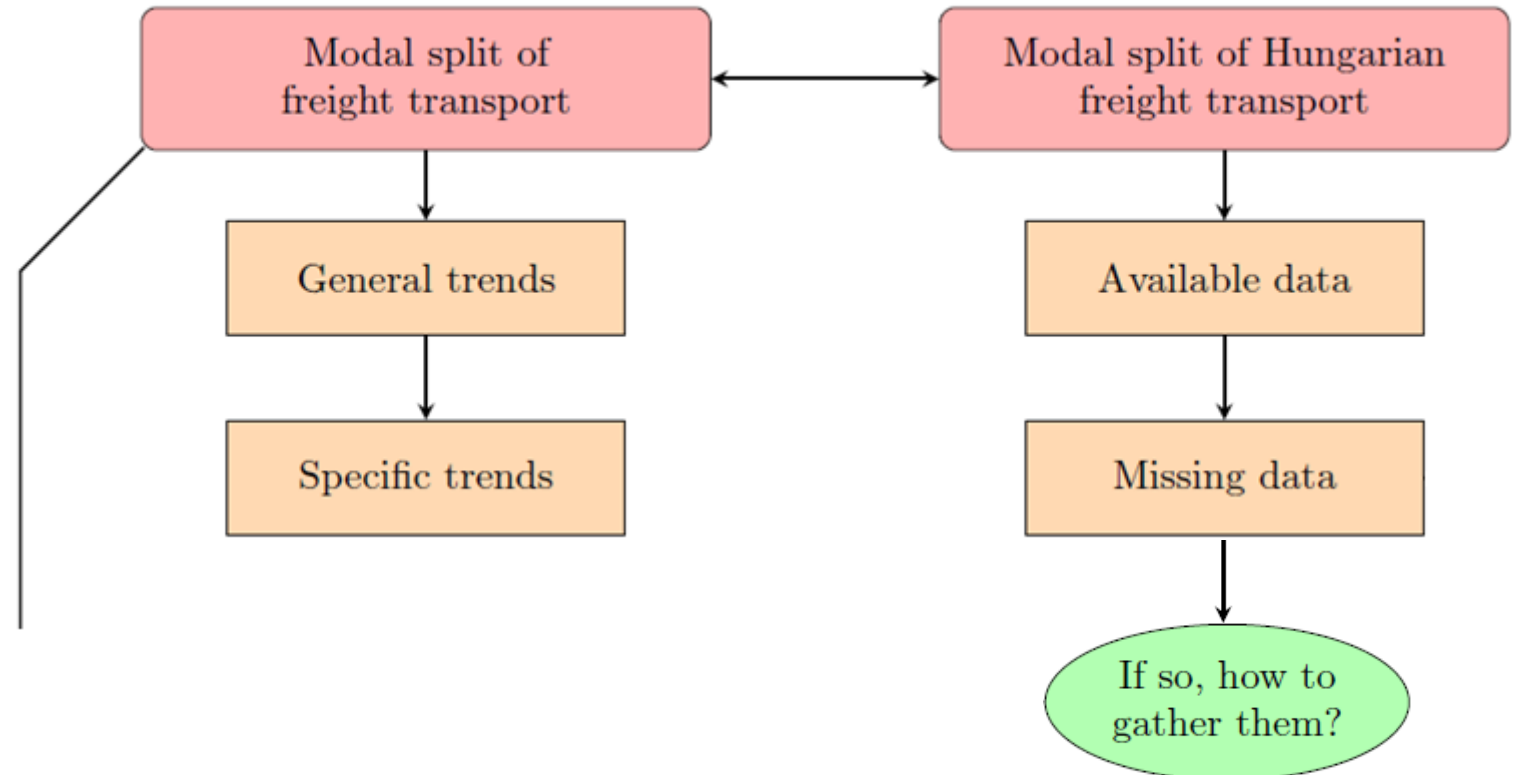 Modal split of
freight transport
Modal split of Hungarian
freight transport
General trends
Available data
Specific trends
Missing data
If so, how to
gather them?